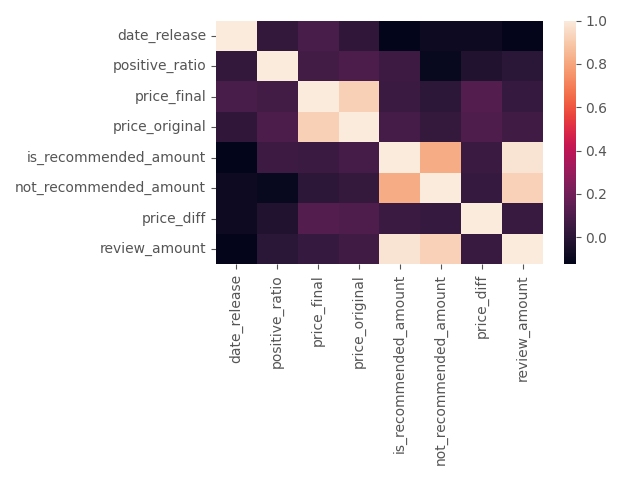 date_release
positive_ratio
price_final
price_original
is_recommended_amount
not_recommended_amount
price_diff
review_amount
date_release
positive_ratio
price_final
price_original
is_recommended_amount
not_recommended_amount
price_diff
review_amount
1.0
0.8
0.6
0.4
0.2
0.0